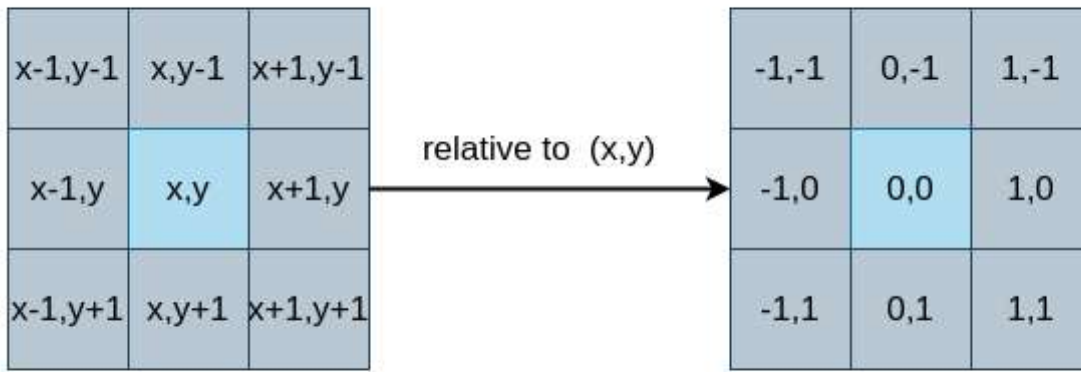 x-1,y-1 x,y-1 x+1,y-1
-1,-1 0,-1 1,-1
relative to (x,y)
x-1,y x,y x+1,y
-1,0 0,0 1,0
x-1,y+1 x,y+1 x+1,y+1
-1,1 0,1 1,1